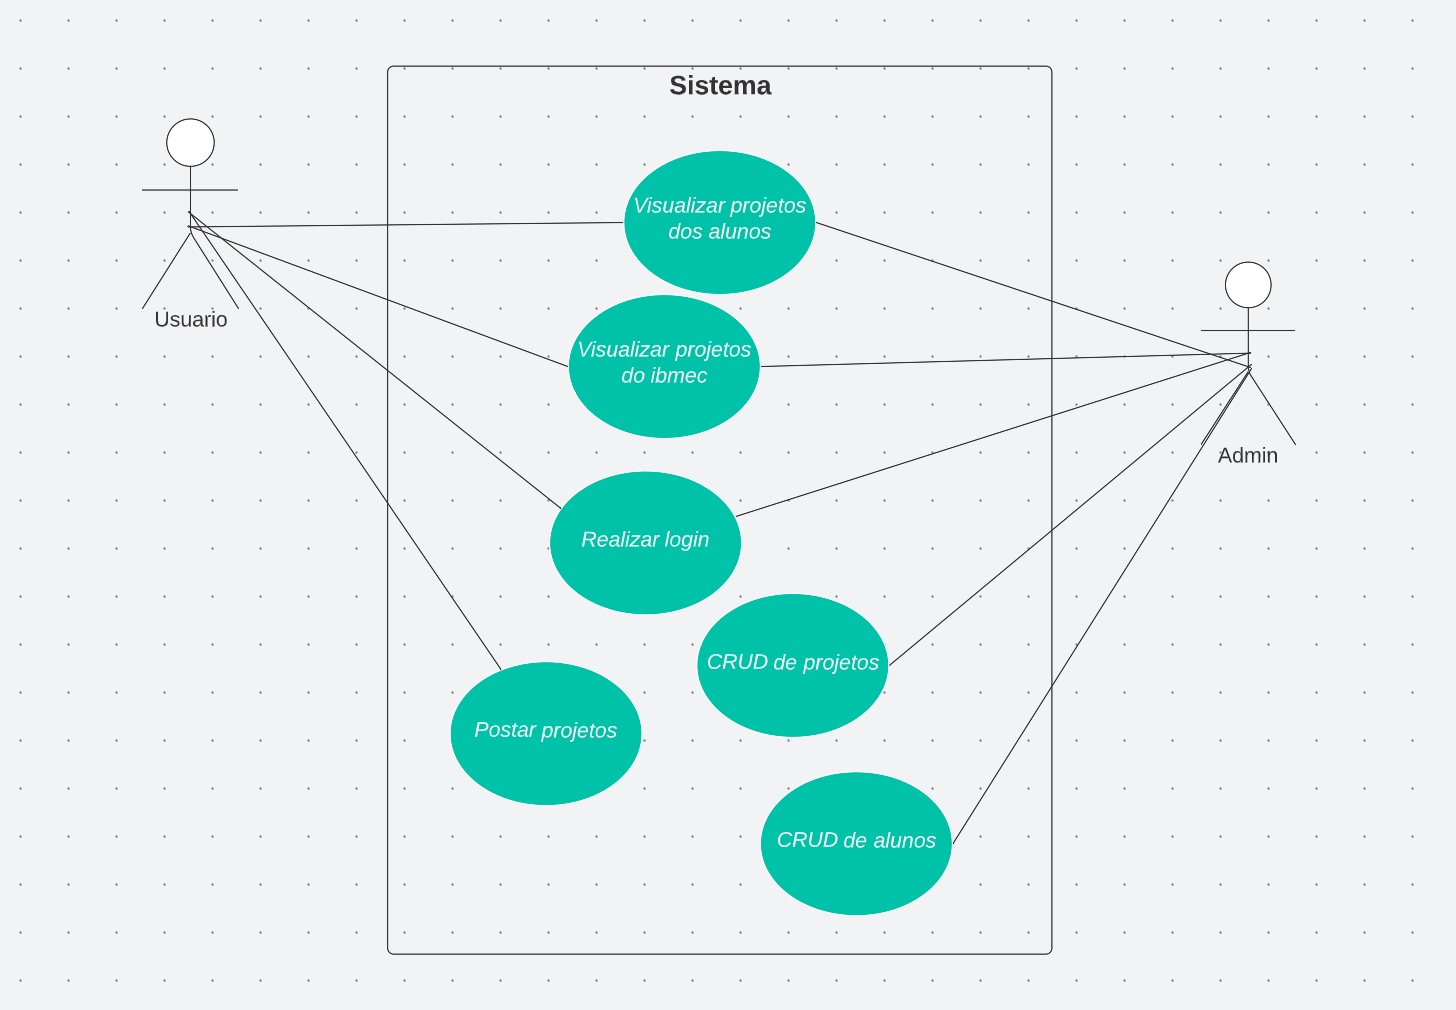 Sistema
Visualizar projetos
dos alunos
Usuario
Visualizar projetos
do ibmec
Admin
Realizar login
CRUD de projetos
Postar projetos
CRUD de alunos